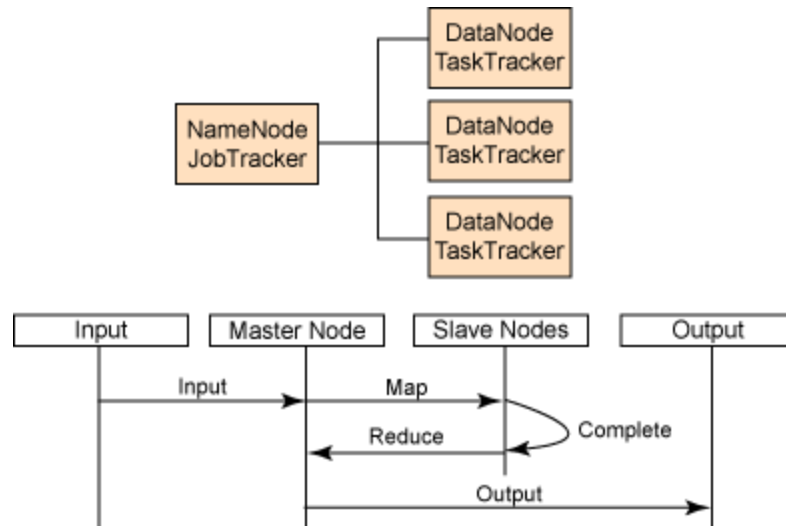 DataNode
TaskTracker
NameNode
JobTracker
DataNode
TaskTracker
DataNode
TaskTracker
Input
Master Node
Slave Nodes
Output
Input
Map
Complete
Reduce
Output